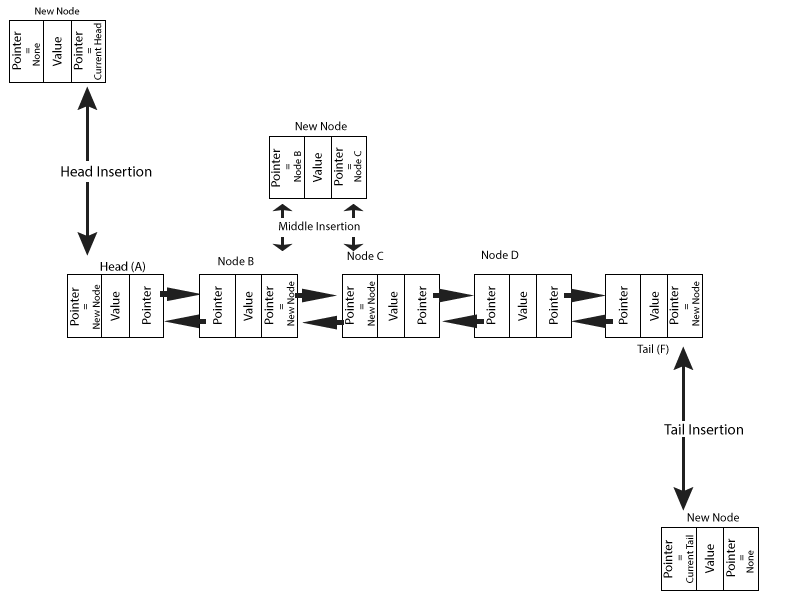 New Node
Pointer
=
None
Value
Pointer
=
Current Head
Head Insertion
New Node
Pointer
=
Node B
Value
Pointer
=
Node C
Middle Insertion
Head (A)
Node B
Node C
Node D
Pointer
=
New Node
Value
Pointer
Pointer
Value
Pointer
=
New Node
Pointer
=
New Node
Value
Pointer
Pointer
Value
Pointer
Pointer
Value
Pointer
=
New Node
Tail (F)
Tail Insertion
New Node
Pointer
=
Current Tail
Value
Pointer
=
None